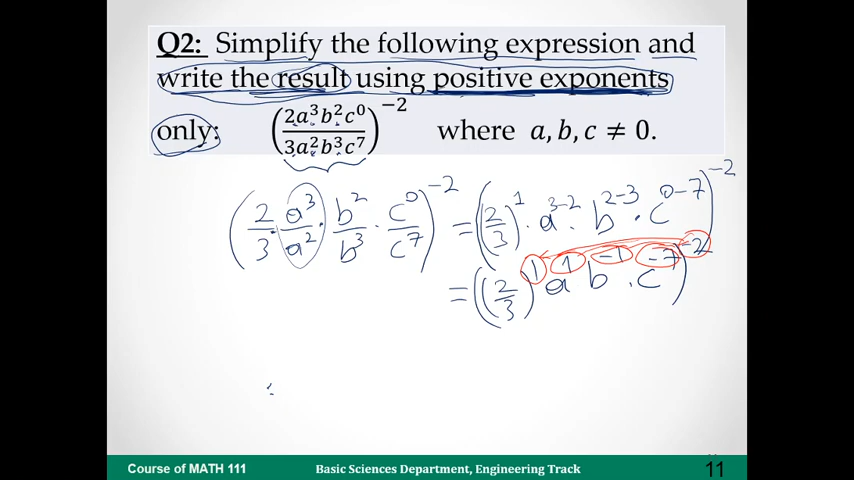 Q2: Simplify the following expression and
write the result using positive exponents
only: (2a³b²c⁰ / 3a²b³c⁷)⁻² where a, b, c ≠ 0.
(2/3 · a³/a² · b²/b³ · c⁰/c⁷)⁻² = ((2/3)¹ · a³⁻² · b²⁻³ · c⁰⁻⁷)⁻²
= ((2/3)¹ a¹ b⁻¹ · c⁻⁷)⁻²
Course of MATH 111 Basic Sciences Department, Engineering Track 11